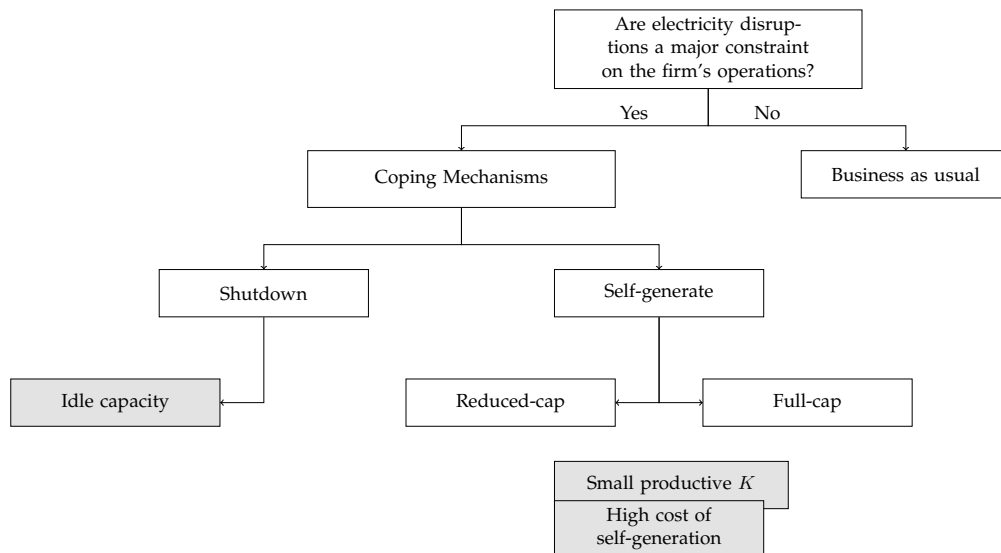 Are electricity disrup-
tions a major constraint
on the firm's operations?
Yes
No
Coping Mechanisms
Business as usual
Shutdown
Self-generate
Idle capacity
Reduced-cap
Full-cap
Small productive K
High cost of
self-generation